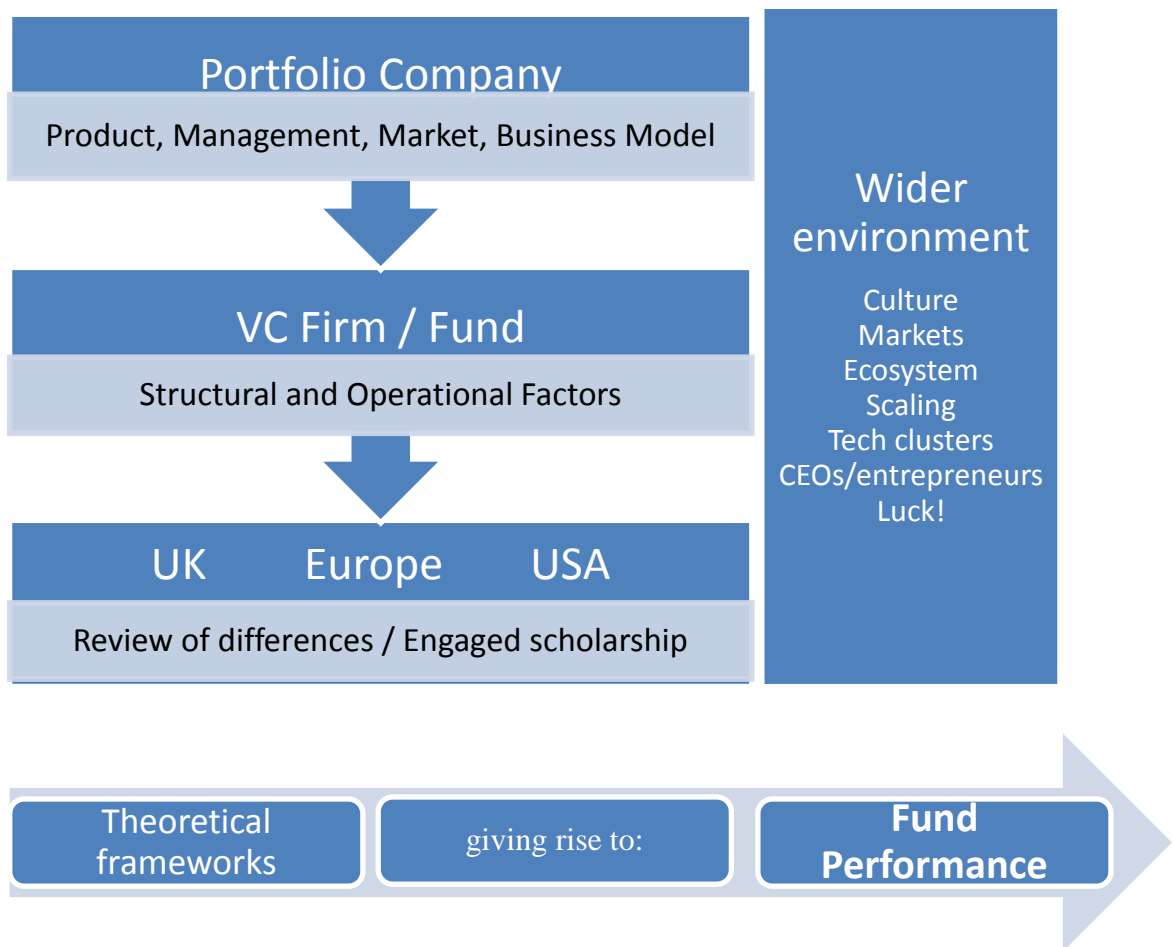 Portfolio Company
Product, Management, Market, Business Model
VC Firm / Fund
Structural and Operational Factors
UK Europe USA
Review of differences / Engaged scholarship
Wider
environment
Culture
Markets
Ecosystem
Scaling
Tech clusters
CEOs/entrepreneurs
Luck!
Theoretical
frameworks
giving rise to:
Fund
Performance